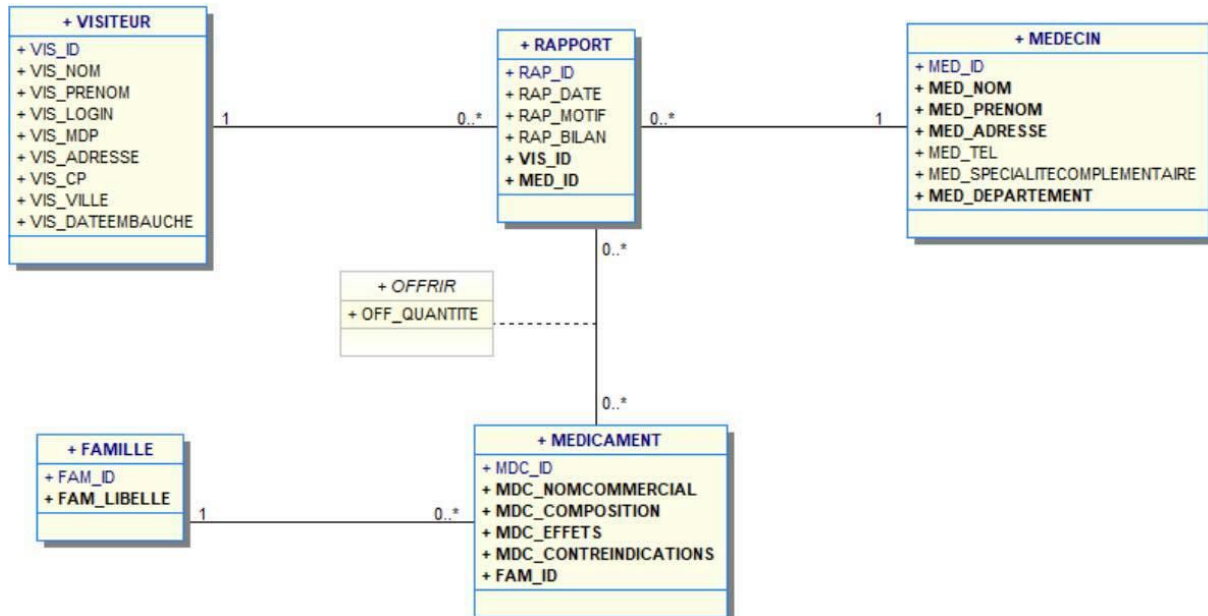 + VISITEUR
+ VIS_ID
+ VIS_NOM
+ VIS_PRENOM
+ VIS_LOGIN
+ VIS_MDP
+ VIS_ADRESSE
+ VIS_CP
+ VIS_VILLE
+ VIS_DATEEMBAUCHE
1
0..*
+ RAPPORT
+ RAP_ID
+ RAP_DATE
+ RAP_MOTIF
+ RAP_BILAN
+ VIS_ID
+ MED_ID
0..*
1
+ MEDECIN
+ MED_ID
+ MED_NOM
+ MED_PRENOM
+ MED_ADRESSE
+ MED_TEL
+ MED_SPECIALITECOMPLEMENTAIRE
+ MED_DEPARTEMENT
0..*
+ OFFRIR
+ OFF_QUANTITE
0..*
+ FAMILLE
+ FAM_ID
+ FAM_LIBELLE
1
0..*
+ MEDICAMENT
+ MDC_ID
+ MDC_NOMCOMMERCIAL
+ MDC_COMPOSITION
+ MDC_EFFETS
+ MDC_CONTREINDICATIONS
+ FAM_ID